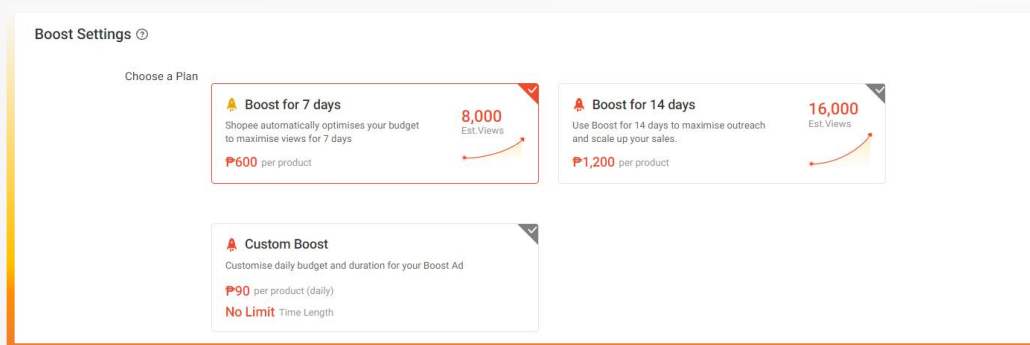 Boost Settings
Choose a Plan
Boost for 7 days
Shopee automatically optimises your budget
to maximise views for 7 days
₱600 per product
8,000
Est.Views
Boost for 14 days
Use Boost for 14 days to maximise outreach
and scale up your sales.
₱1,200 per product
16,000
Est.Views
Custom Boost
Customise daily budget and duration for your Boost Ad
₱90 per product (daily)
No Limit Time Length